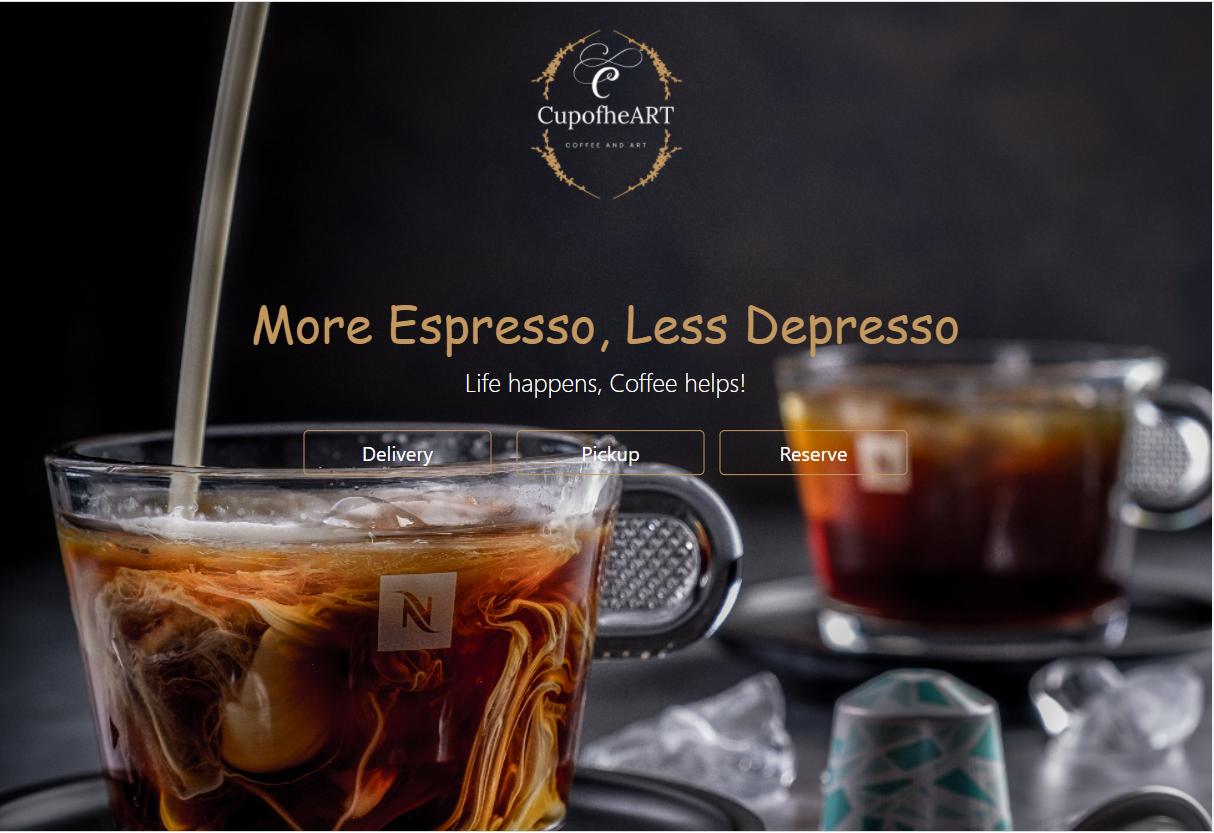 C
CupofheART
COFFEE AND ART
More Espresso, Less Depresso
Life happens, Coffee helps!
Delivery
Pickup
Reserve
N
N